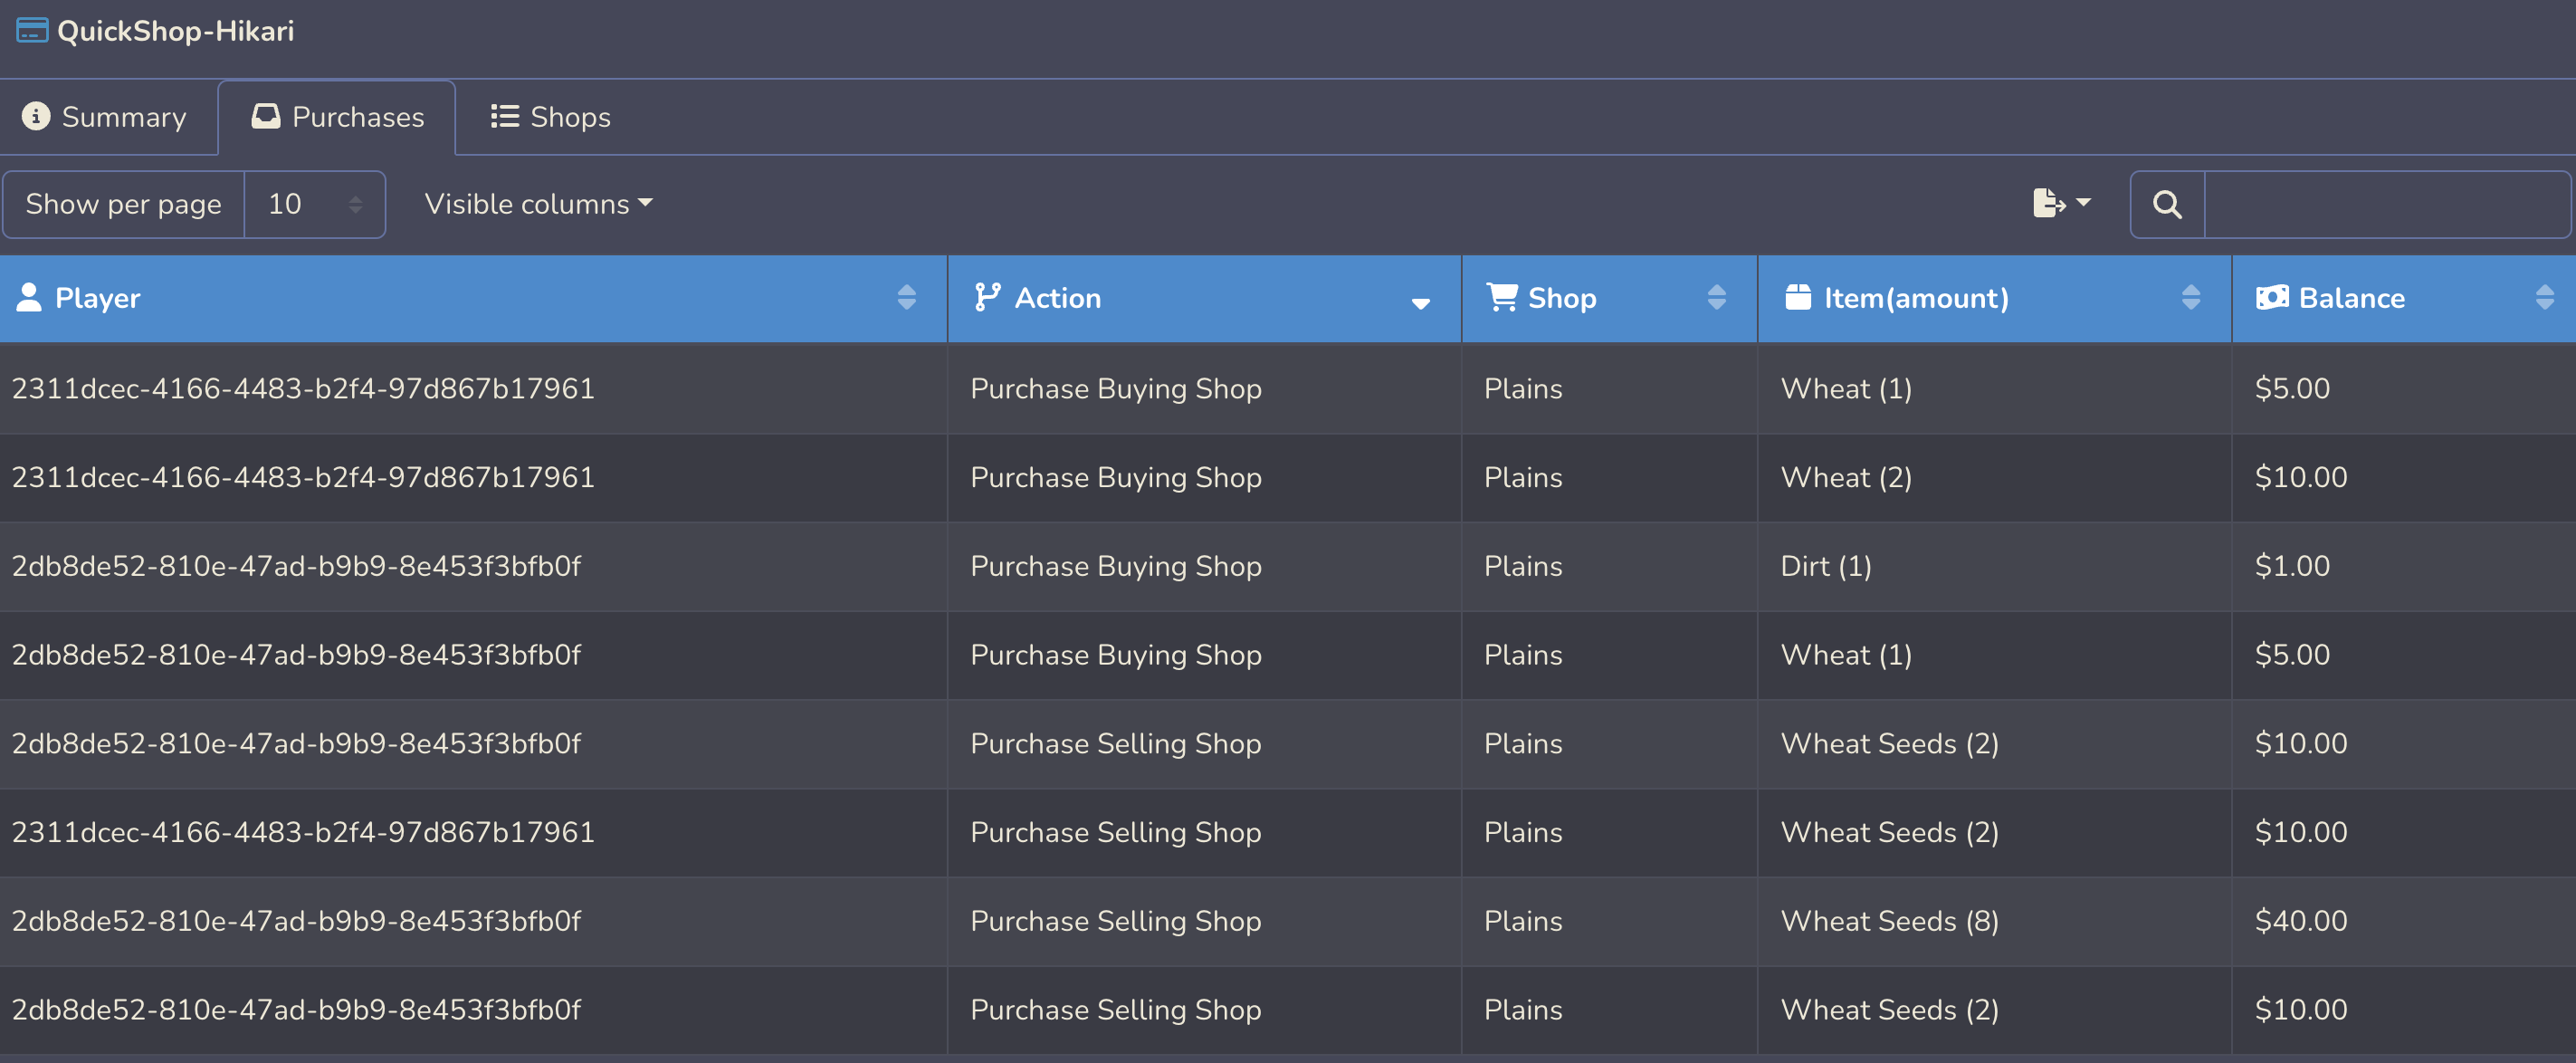 QuickShop-Hikari
Summary Purchases Shops
Show per page 10 Visible columns
Player Action Shop Item(amount) Balance
2311dcec-4166-4483-b2f4-97d867b17961 Purchase Buying Shop Plains Wheat (1) $5.00
2311dcec-4166-4483-b2f4-97d867b17961 Purchase Buying Shop Plains Wheat (2) $10.00
2db8de52-810e-47ad-b9b9-8e453f3bfb0f Purchase Buying Shop Plains Dirt (1) $1.00
2db8de52-810e-47ad-b9b9-8e453f3bfb0f Purchase Buying Shop Plains Wheat (1) $5.00
2db8de52-810e-47ad-b9b9-8e453f3bfb0f Purchase Selling Shop Plains Wheat Seeds (2) $10.00
2311dcec-4166-4483-b2f4-97d867b17961 Purchase Selling Shop Plains Wheat Seeds (2) $10.00
2db8de52-810e-47ad-b9b9-8e453f3bfb0f Purchase Selling Shop Plains Wheat Seeds (8) $40.00
2db8de52-810e-47ad-b9b9-8e453f3bfb0f Purchase Selling Shop Plains Wheat Seeds (2) $10.00